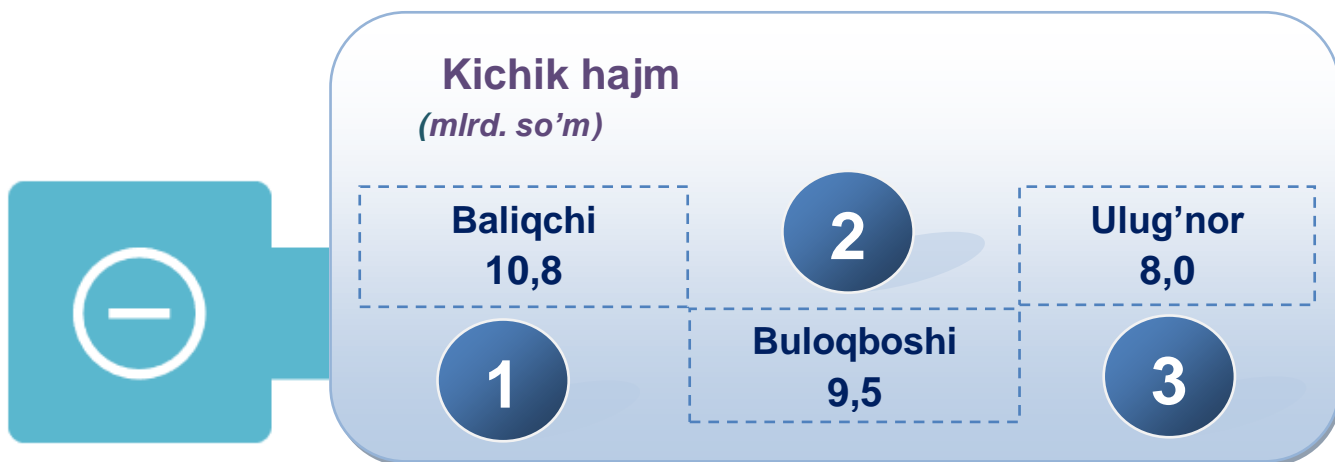 Kichik hajm
(mlrd. so’m)
Baliqchi
10,8
1
2
Buloqboshi
9,5
Ulug’nor
8,0
3